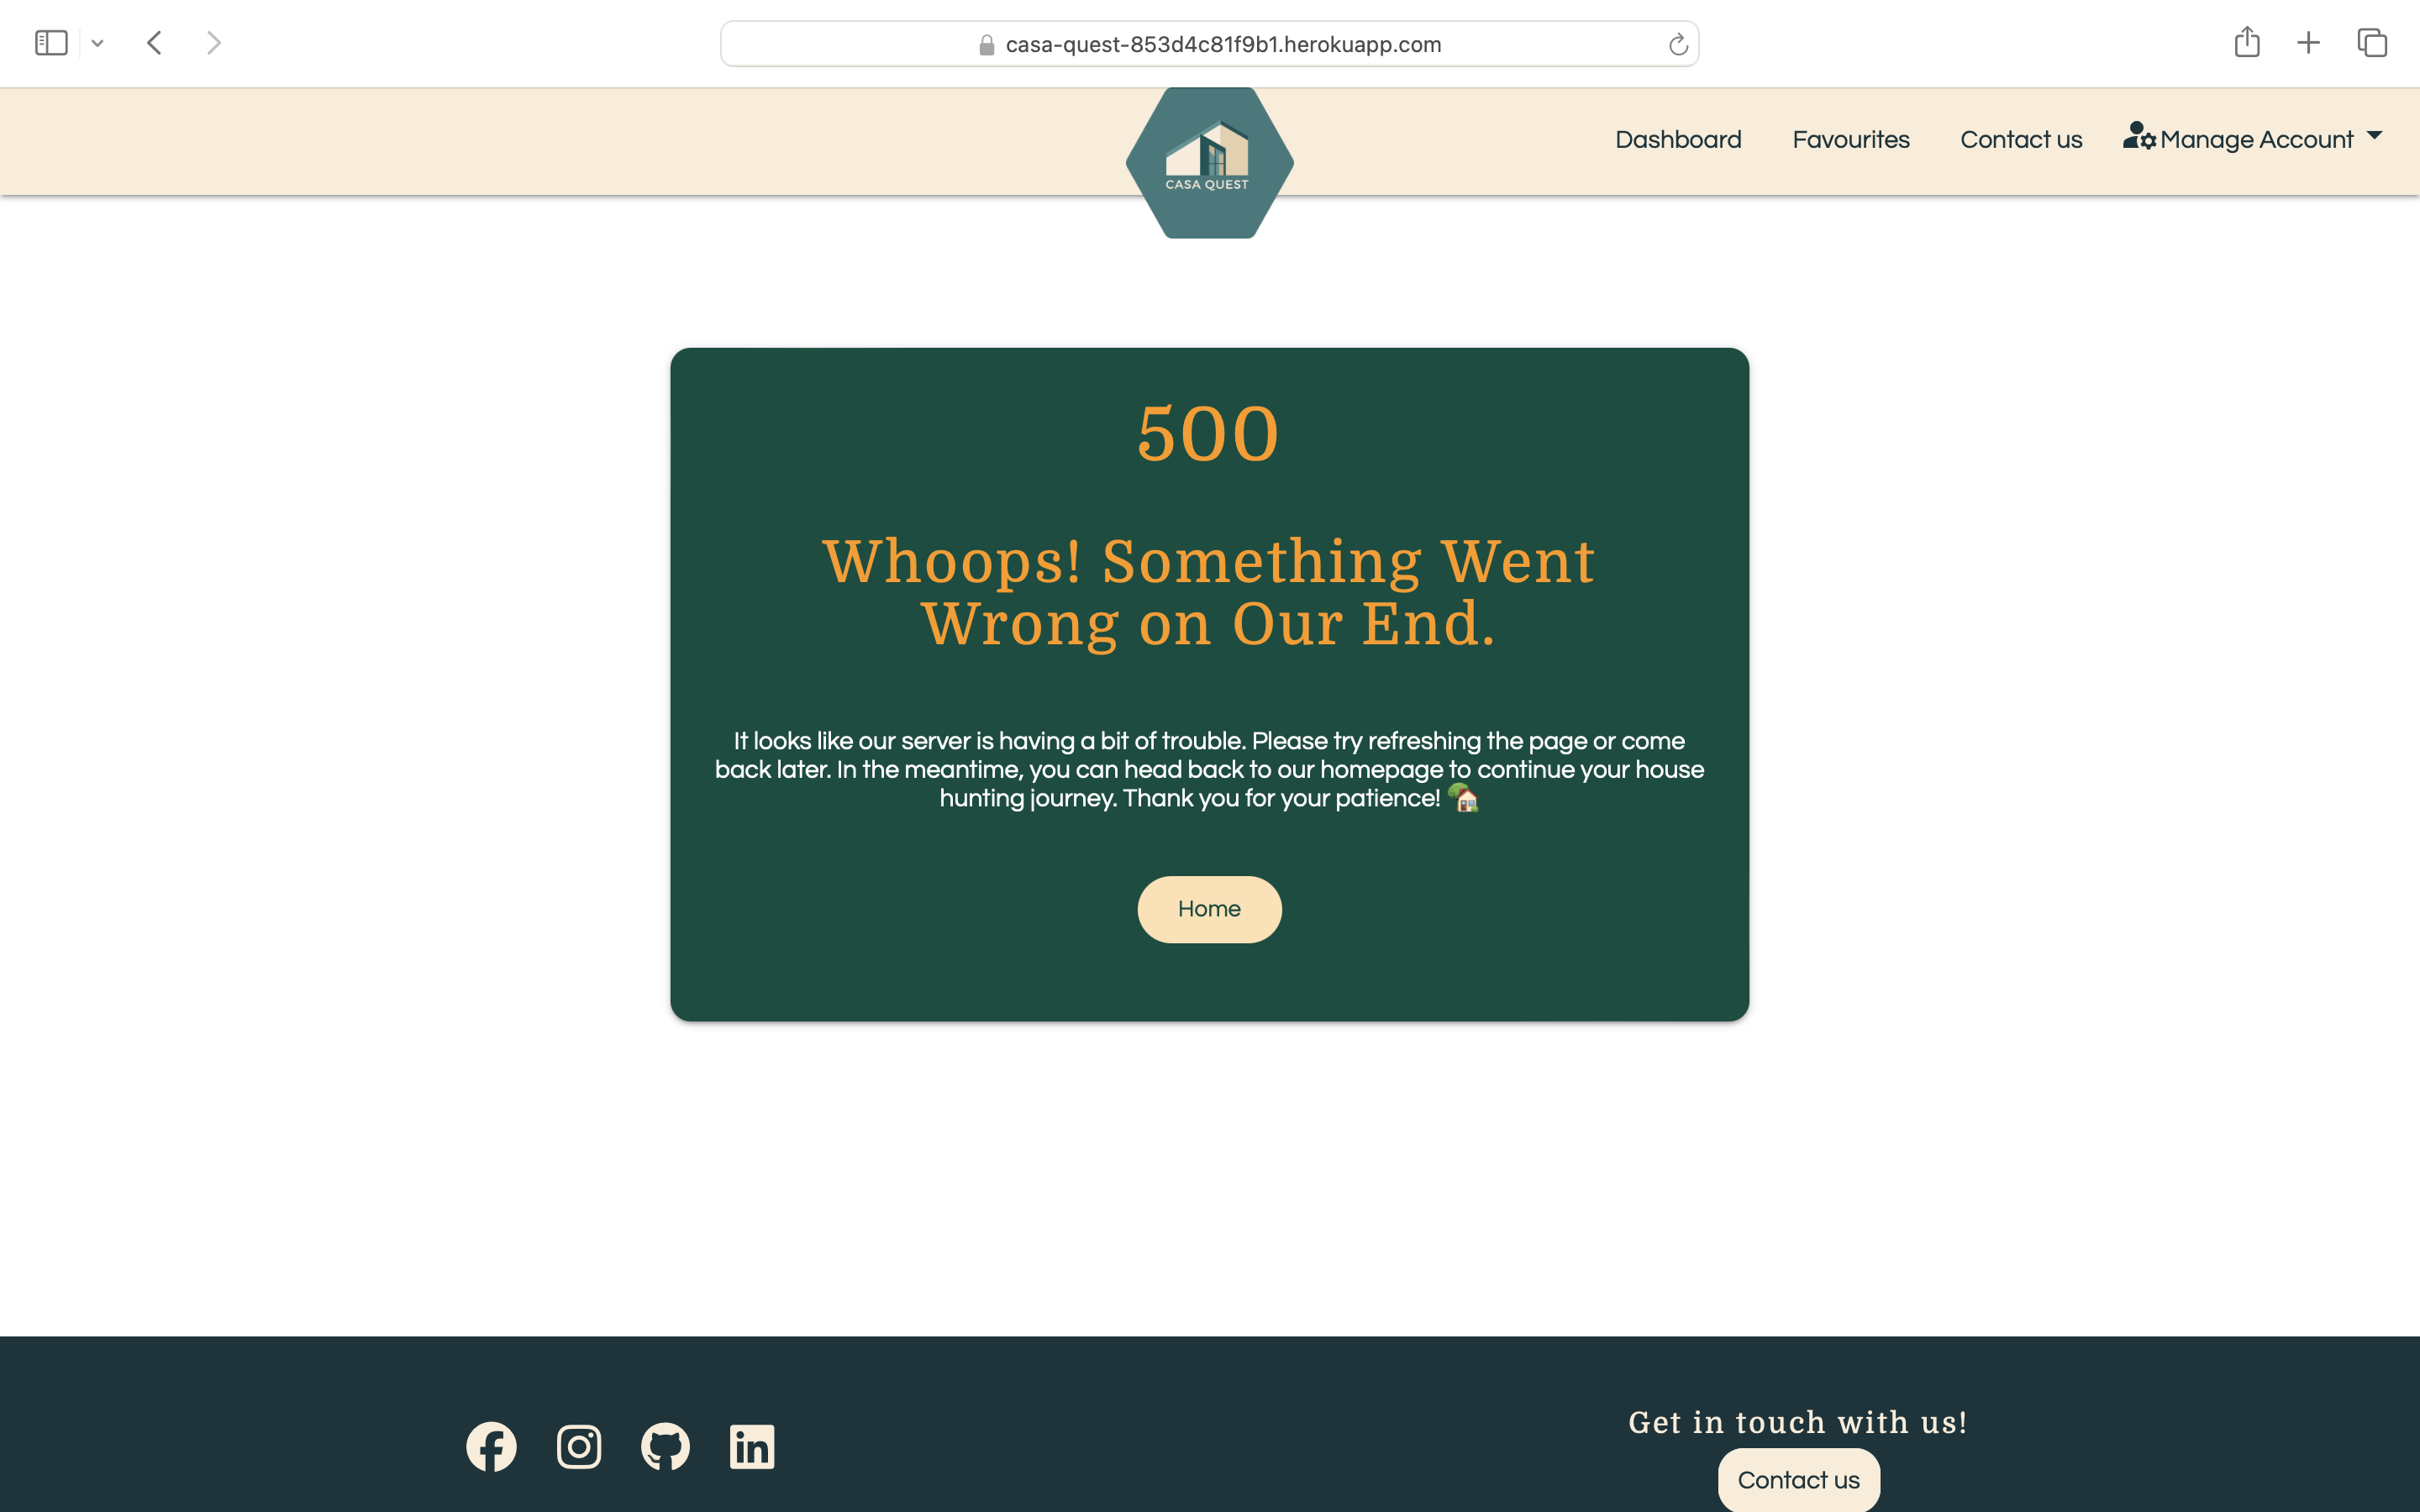 casa-quest-853d4c81f9b1.herokuapp.com
CASA QUEST
Dashboard
Favourites
Contact us
Manage Account
500
Whoops! Something Went
Wrong on Our End.
It looks like our server is having a bit of trouble. Please try refreshing the page or come
back later. In the meantime, you can head back to our homepage to continue your house
hunting journey. Thank you for your patience! 🏡
Home
Get in touch with us!
Contact us